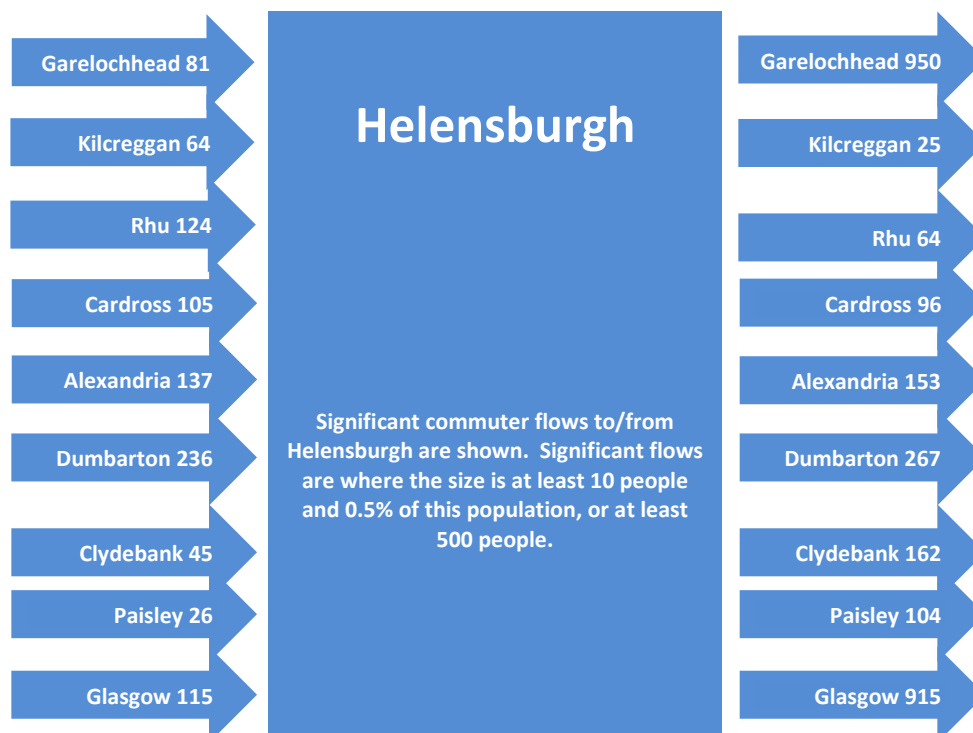 Garelochhead 81
Kilcreggan 64
Rhu 124
Cardross 105
Alexandria 137
Dumbarton 236
Clydebank 45
Paisley 26
Glasgow 115
Helensburgh
Significant commuter flows to/from
Helensburgh are shown.  Significant flows
are where the size is at least 10 people
and 0.5% of this population, or at least
500 people.
Garelochhead 950
Kilcreggan 25
Rhu 64
Cardross 96
Alexandria 153
Dumbarton 267
Clydebank 162
Paisley 104
Glasgow 915